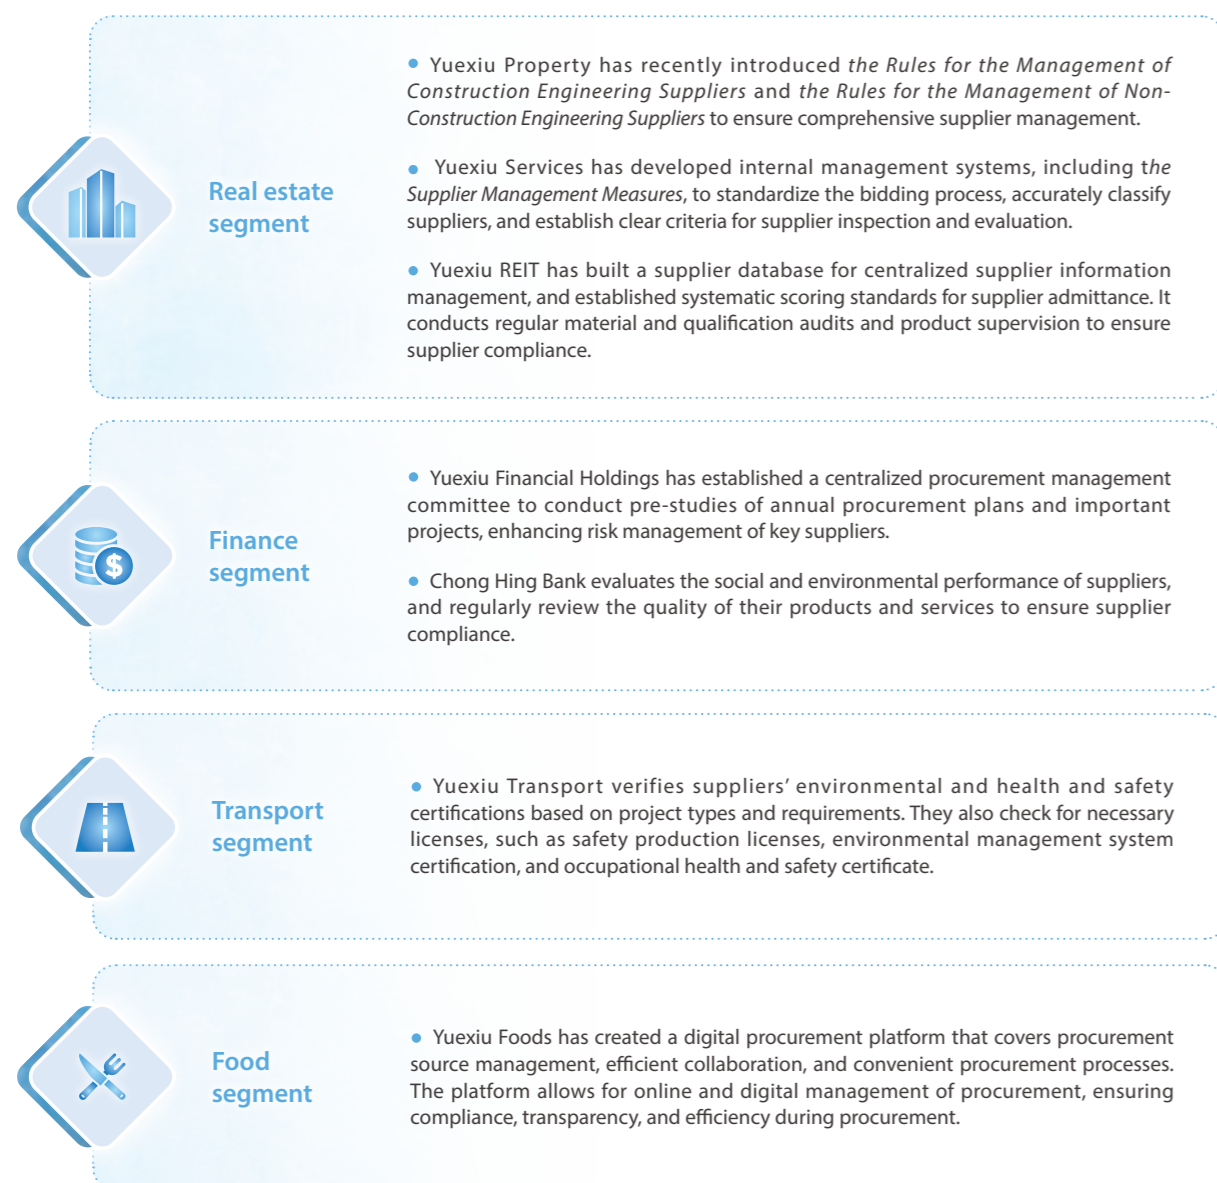 Real estate
segment
● Yuexiu Property has recently introduced the Rules for the Management of
Construction Engineering Suppliers and the Rules for the Management of Non-
Construction Engineering Suppliers to ensure comprehensive supplier management.
● Yuexiu Services has developed internal management systems, including the
Supplier Management Measures, to standardize the bidding process, accurately classify
suppliers, and establish clear criteria for supplier inspection and evaluation.
● Yuexiu REIT has built a supplier database for centralized supplier information
management, and established systematic scoring standards for supplier admittance. It
conducts regular material and qualification audits and product supervision to ensure
supplier compliance.
$
Finance
segment
● Yuexiu Financial Holdings has established a centralized procurement management
committee to conduct pre-studies of annual procurement plans and important
projects, enhancing risk management of key suppliers.
● Chong Hing Bank evaluates the social and environmental performance of suppliers,
and regularly review the quality of their products and services to ensure supplier
compliance.
Transport
segment
● Yuexiu Transport verifies suppliers’ environmental and health and safety
certifications based on project types and requirements. They also check for necessary
licenses, such as safety production licenses, environmental management system
certification, and occupational health and safety certificate.
Food
segment
● Yuexiu Foods has created a digital procurement platform that covers procurement
source management, efficient collaboration, and convenient procurement processes.
The platform allows for online and digital management of procurement, ensuring
compliance, transparency, and efficiency during procurement.